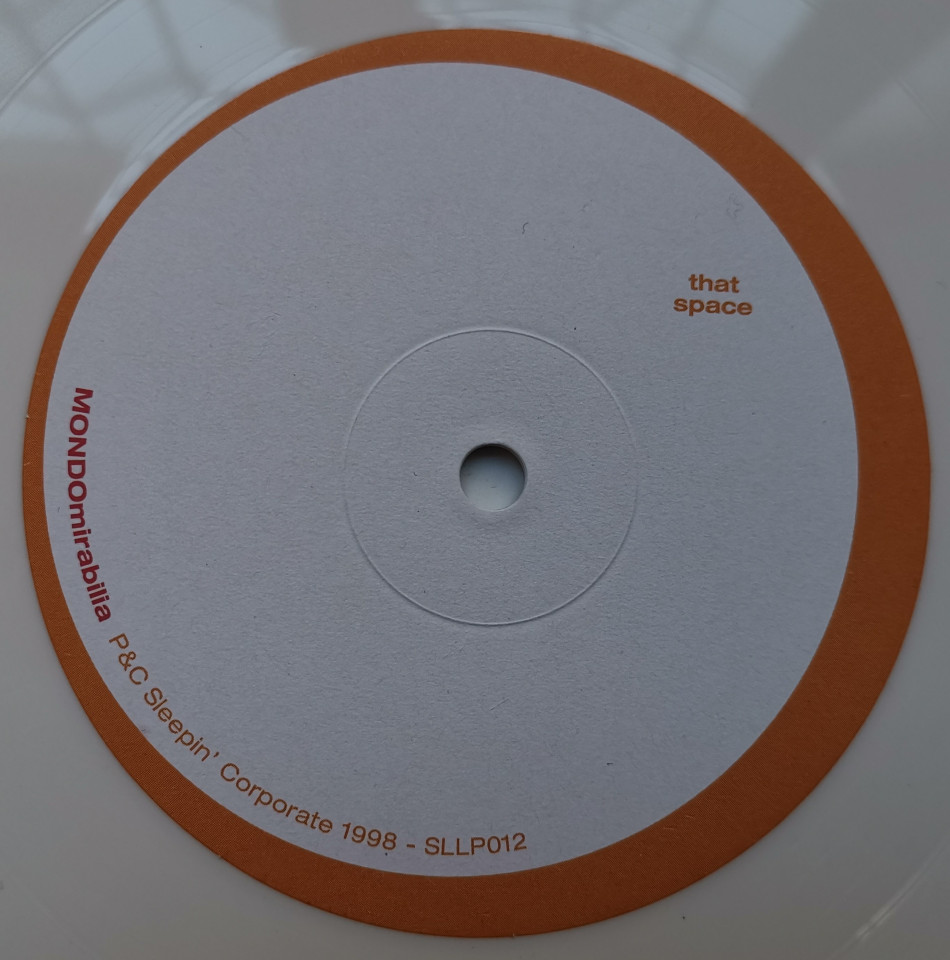 that
space
MONDOmirabilia P&C Sleepin' Corporate 1998 - SLLP012